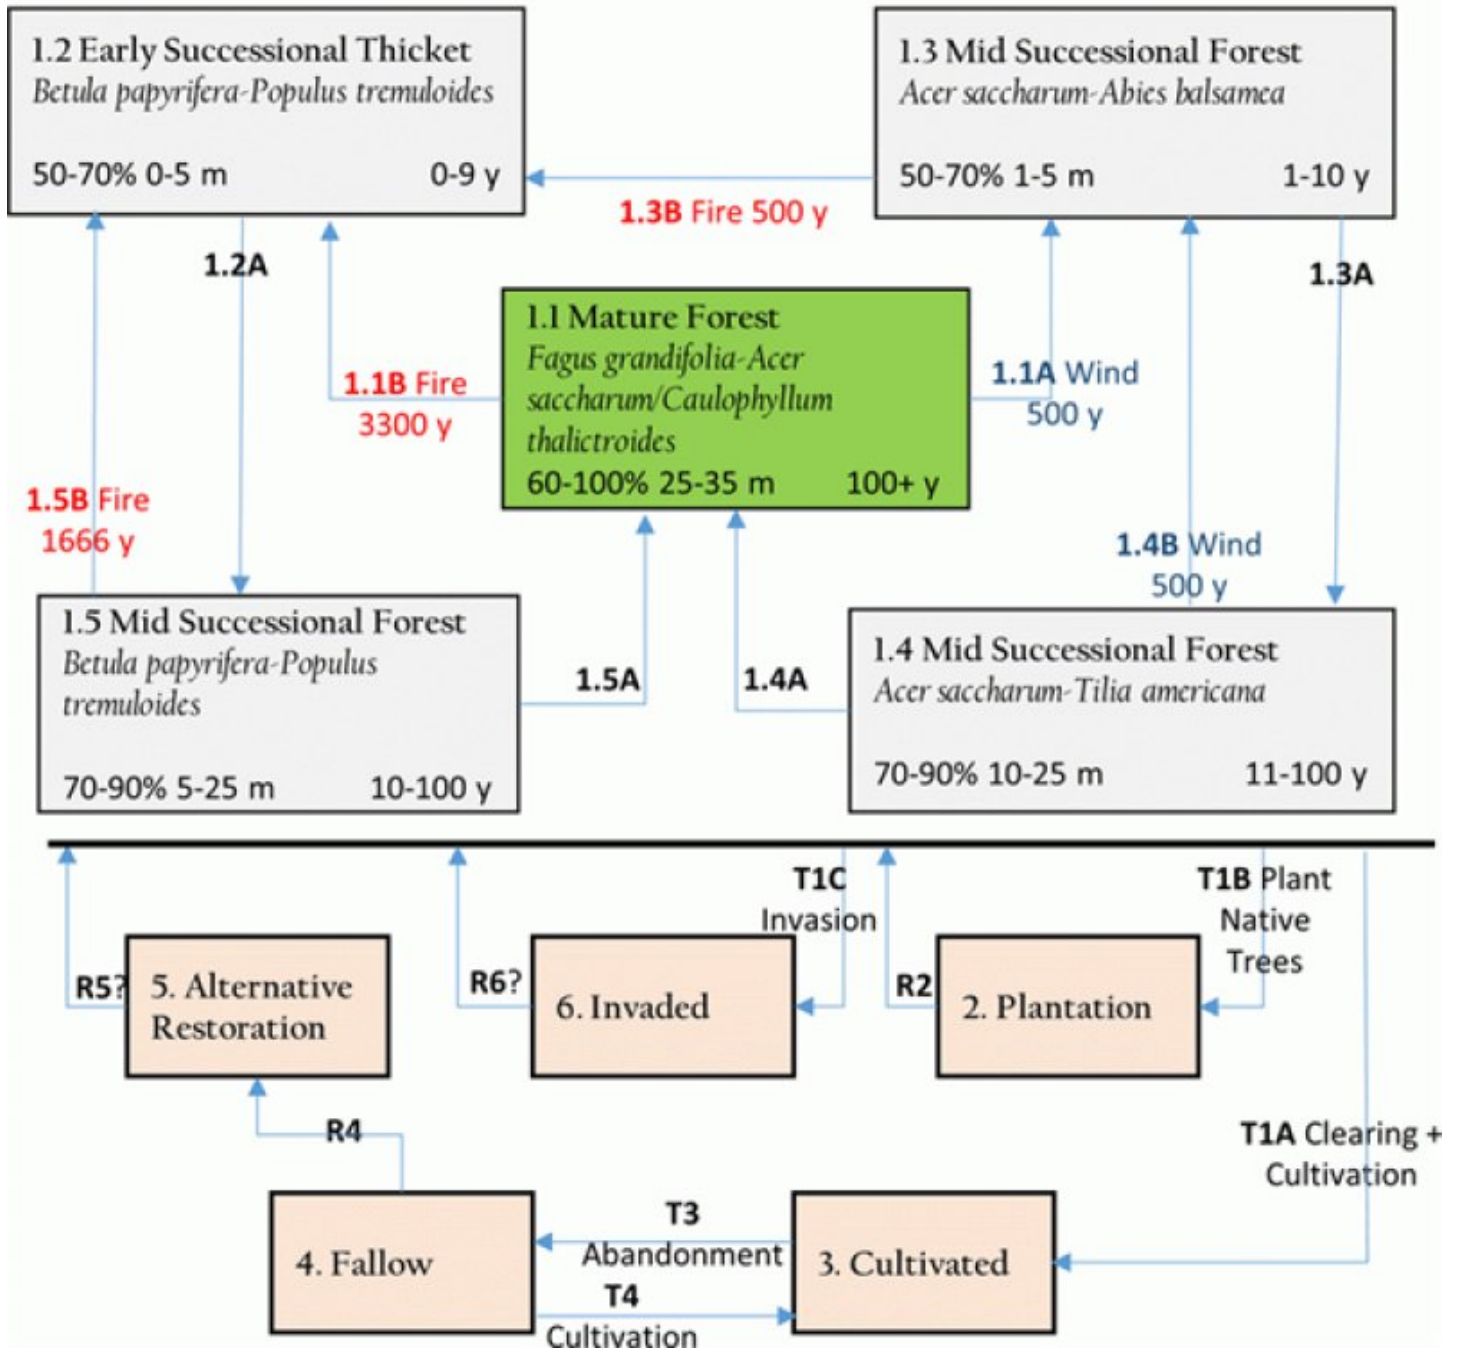 1.2 Early Successional Thicket
Betula papyrifera-Populus tremuloides
50-70% 0-5 m 0-9 y
1.3 Mid Successional Forest
Acer saccharum-Abies balsamea
50-70% 1-5 m 1-10 y
1.3B Fire 500 y
1.2A
1.3A
1.1 Mature Forest
Fagus grandifolia-Acer
saccharum/Caulophyllum
thalictroides
60-100% 25-35 m 100+ y
1.1B Fire
3300 y
1.1A Wind
500 y
1.5B Fire
1666 y
1.4B Wind
500 y
1.5 Mid Successional Forest
Betula papyrifera-Populus
tremuloides
70-90% 5-25 m 10-100 y
1.5A
1.4A
1.4 Mid Successional Forest
Acer saccharum-Tilia americana
70-90% 10-25 m 11-100 y
T1C
Invasion
T1B Plant
Native
Trees
R5?
5. Alternative
Restoration
R6?
6. Invaded
R2
2. Plantation
R4
T1A Clearing +
Cultivation
4. Fallow
T3
Abandonment
T4
Cultivation
3. Cultivated